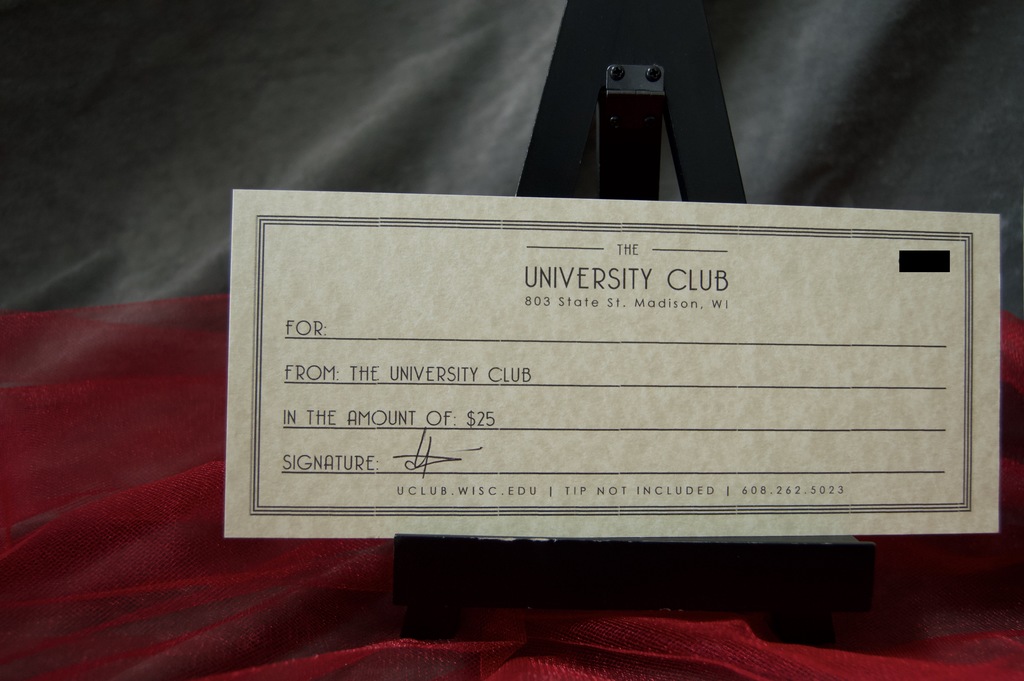 THE
UNIVERSITY CLUB
803 State St. Madison, WI
FOR:
FROM: THE UNIVERSITY CLUB
IN THE AMOUNT OF: $25
SIGNATURE:
UCLUB.WISC.EDU | TIP NOT INCLUDED | 608.262.5023